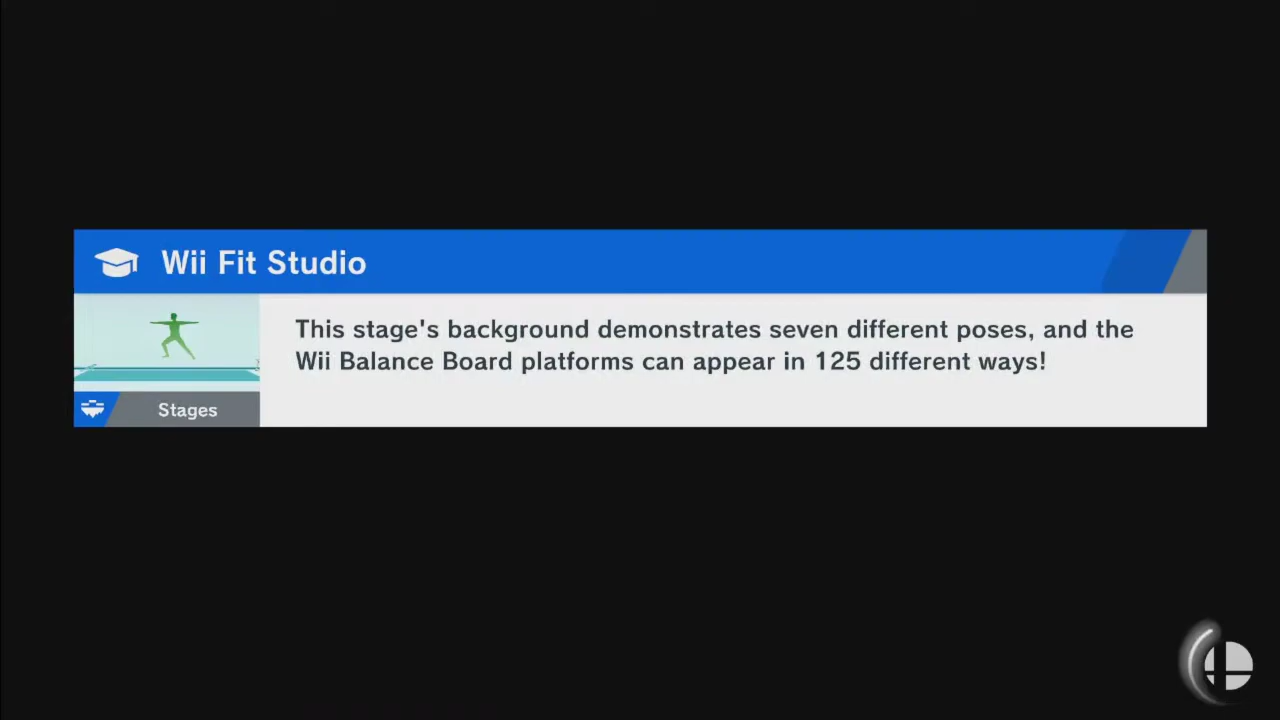 Wii Fit Studio
This stage's background demonstrates seven different poses, and the
Wii Balance Board platforms can appear in 125 different ways!
Stages